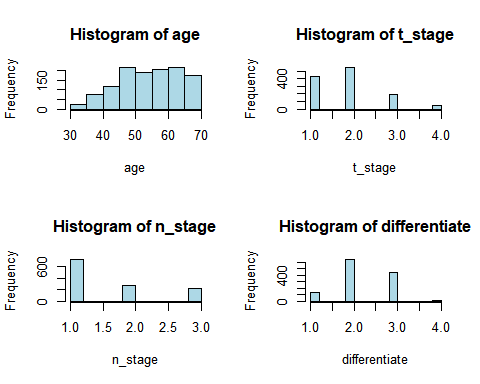 Histogram of age
Frequency
0
150
30 40 50 60 70
age
Histogram of t_stage
Frequency
0
400
1.0 2.0 3.0 4.0
t_stage
Histogram of n_stage
Frequency
0
600
1.0 1.5 2.0 2.5 3.0
n_stage
Histogram of differentiate
Frequency
0
400
1.0 2.0 3.0 4.0
differentiate